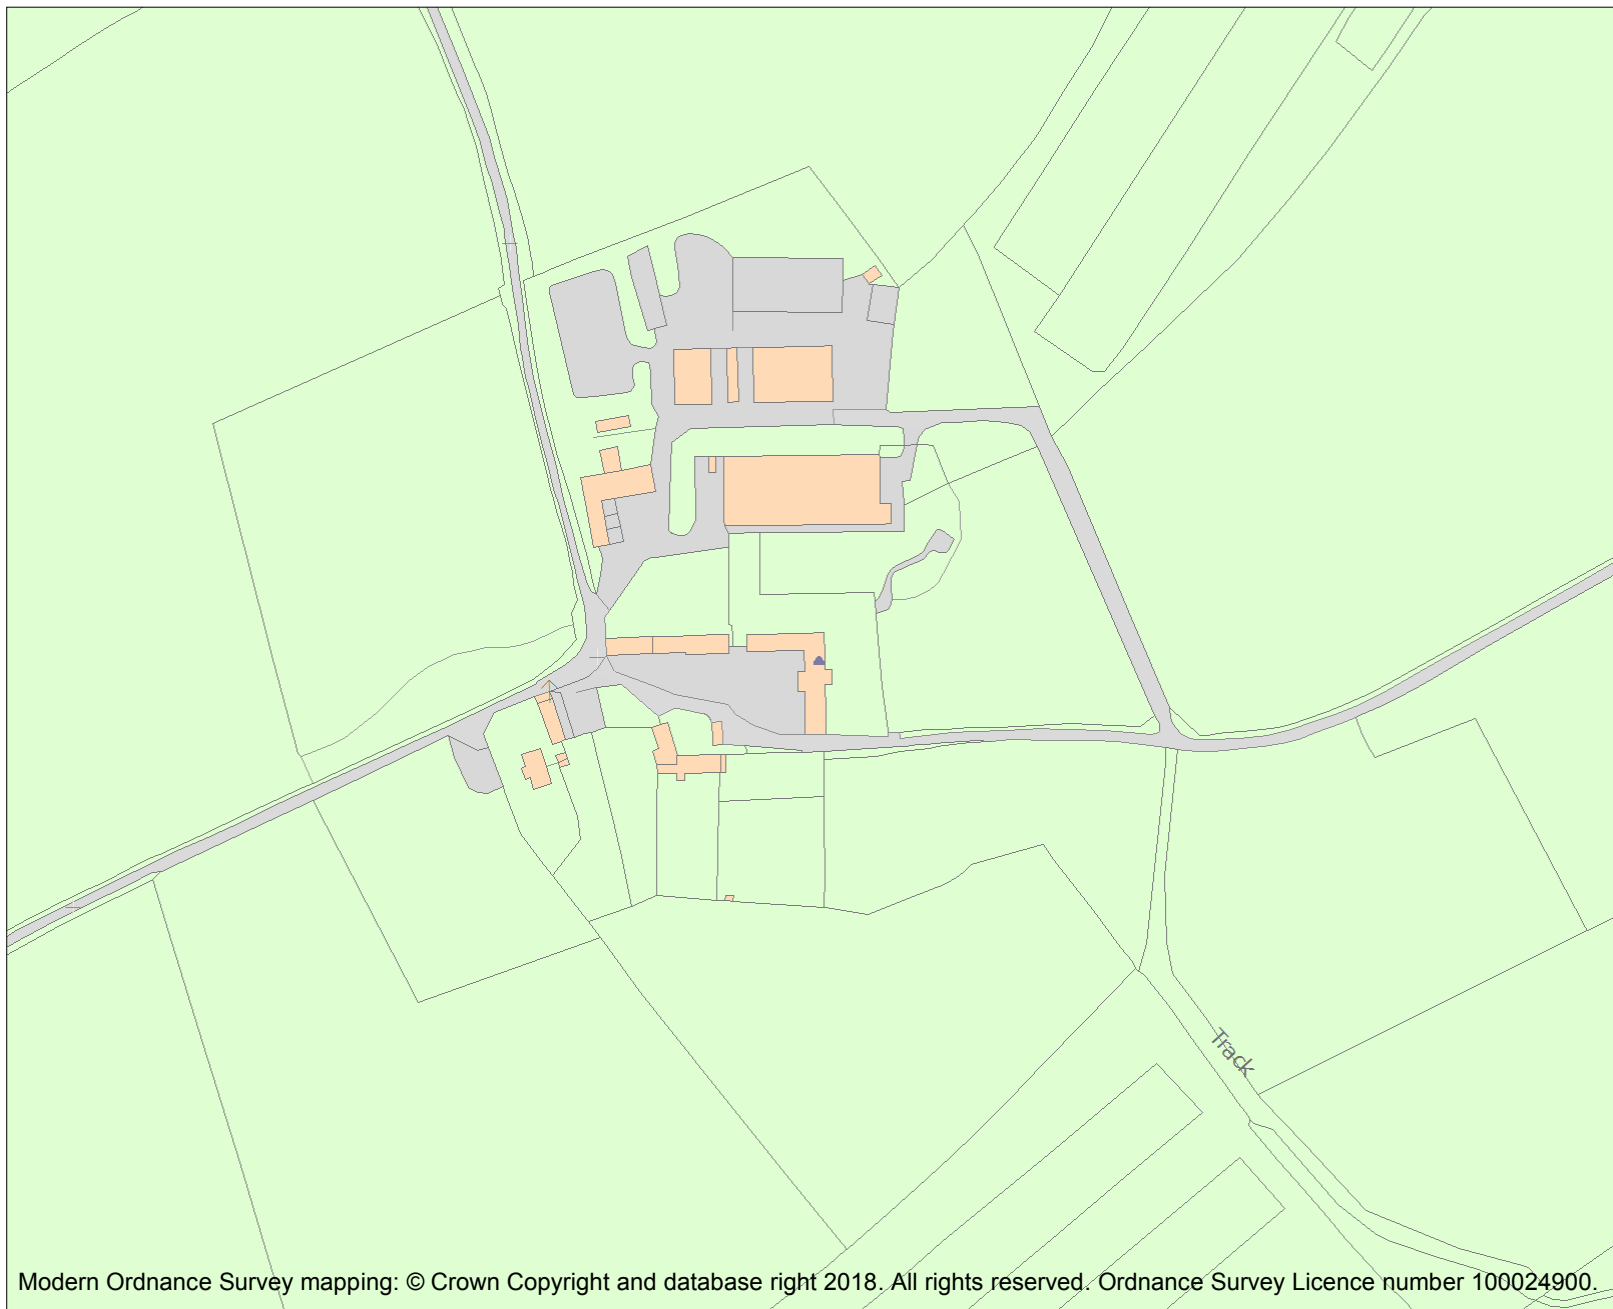 Track
Modern Ordnance Survey mapping: © Crown Copyright and database right 2018. All rights reserved. Ordnance Survey Licence number 100024900.